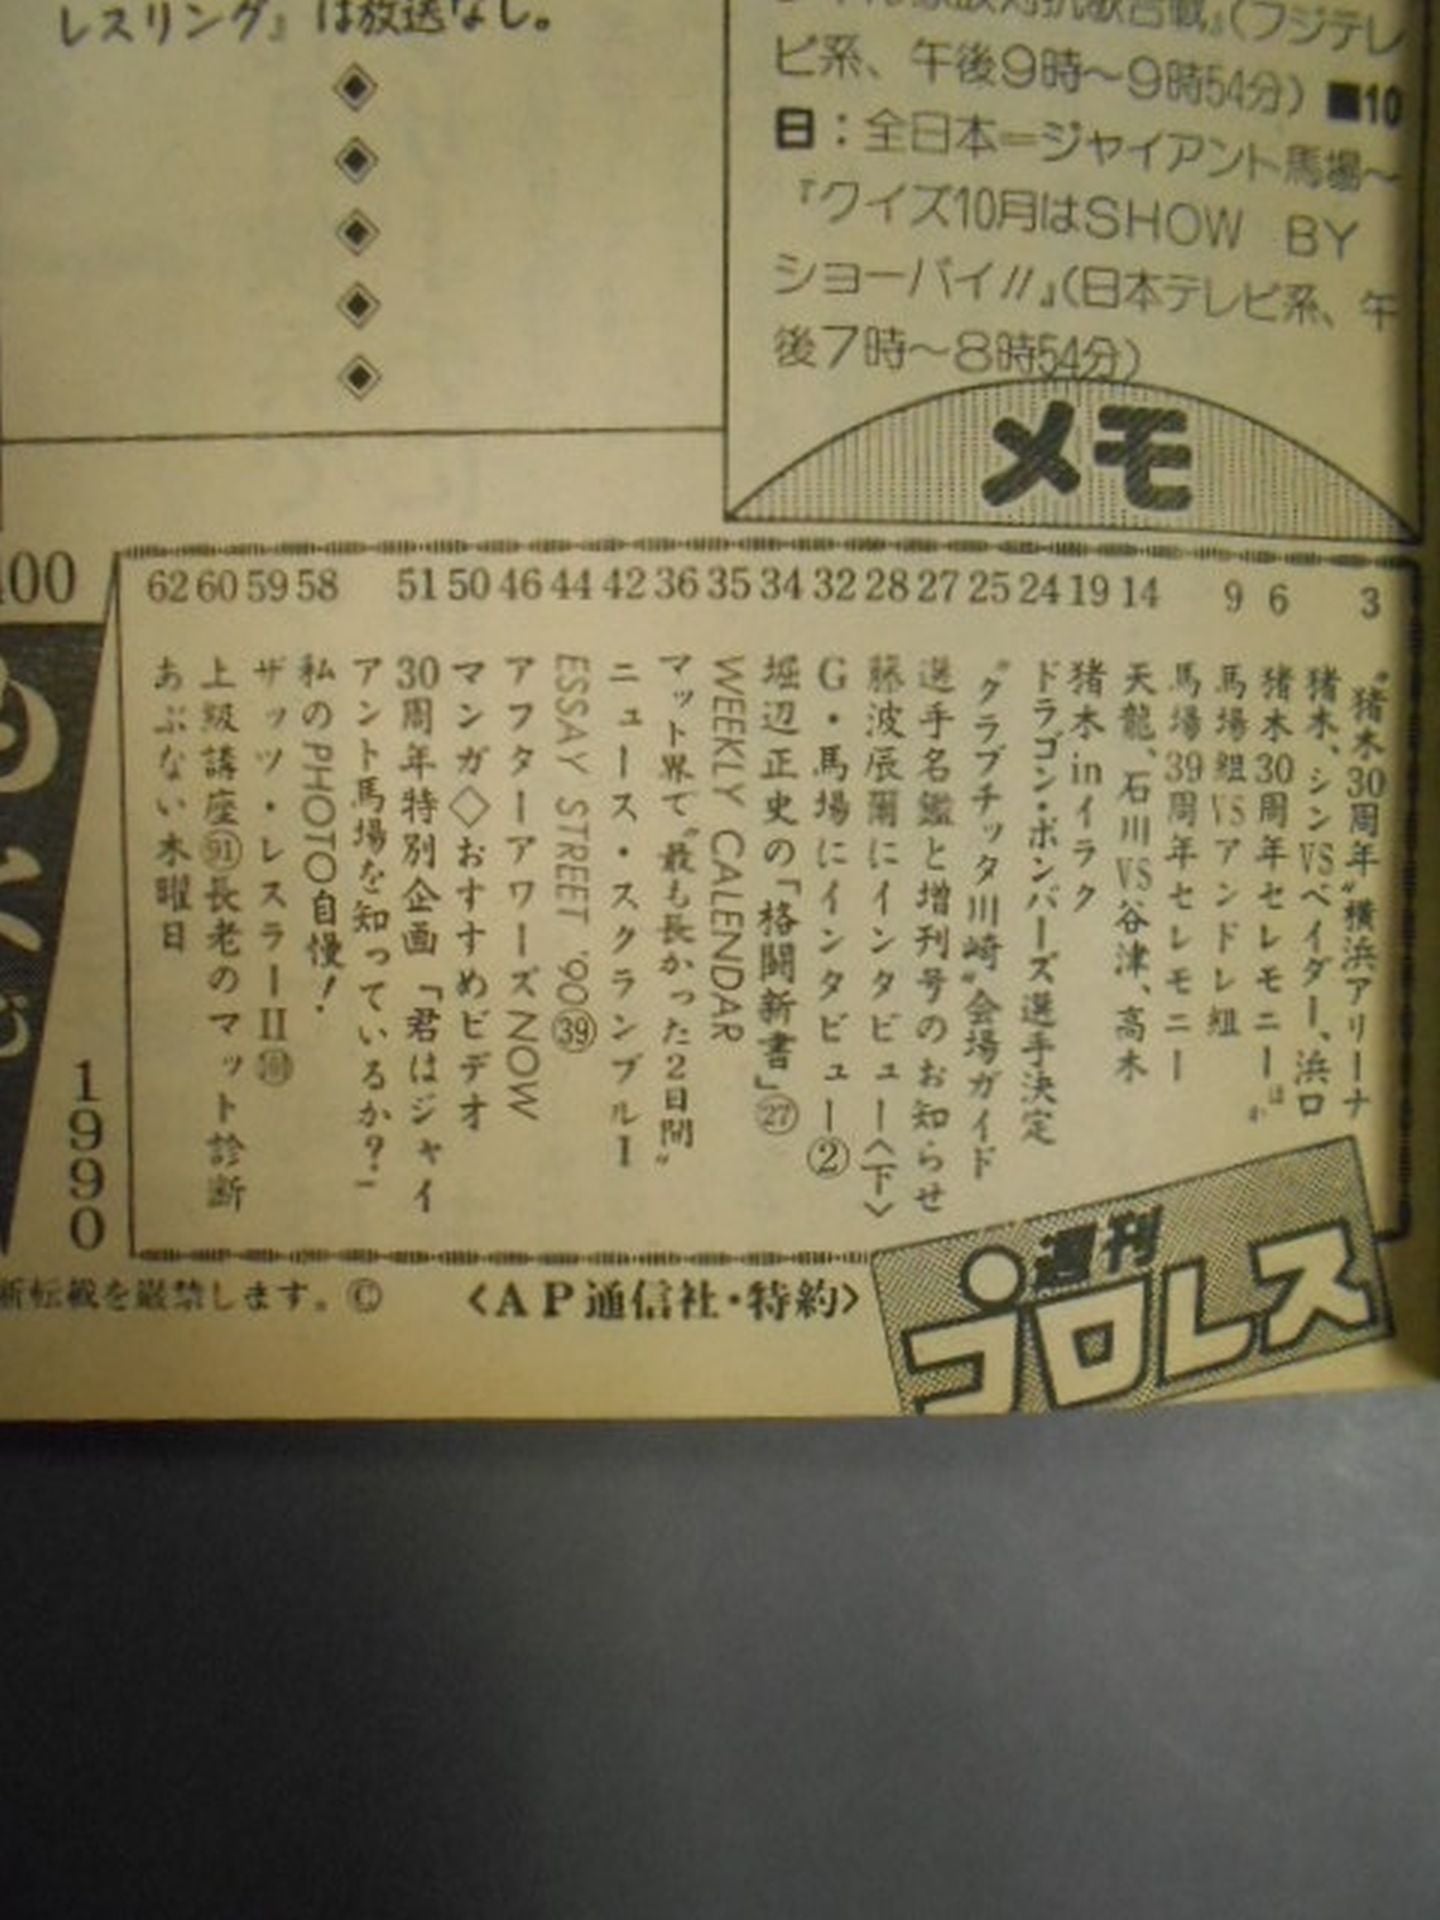 レスリング』は放送なし。
(フジテレ
ビ系、午後9時〜9時54分)■10
日：全日本＝ジャイアント馬場〜
『クイズ10月はSHOW BY
ショーバイ!!』(日本テレビ系、午
後7時〜8時54分)
メモ
3 "猪木30周年"横浜アリーナ
猪木、シンVSベイダー、浜口
6 猪木30周年セレモニーほか
馬場組VSアンドレ組
9 馬場39周年セレモニー
14 天龍、石川VS谷津、高木
19 猪木inイラク
24 ドラゴン・ボンバーズ選手決定
25 "クラブチッタ川崎"会場ガイド
27 選手名鑑と増刊号のお知らせ
28 藤波辰爾にインタビュー〈下〉
32 G・馬場にインタビュー②
34 堀辺正史の「格闘新書」㉗
35 WEEKLY CALENDAR
36 マット界で"最も長かった2日間"
42 ニュース・スクランブルI
44 ESSAY STREET '90㊴
46 アフターアワーズNOW
50 マンガ◇おすすめビデオ
51 30周年特別企画「君はジャイ
アント馬場を知っているか？」
58 私のPHOTO自慢！
59 ザッツ・レスラーII
60 上級講座�91長老のマット診断
62 あぶない木曜日
00
1990
断転載を厳禁します。©
〈AP通信社・特約〉
週刊
プロレス